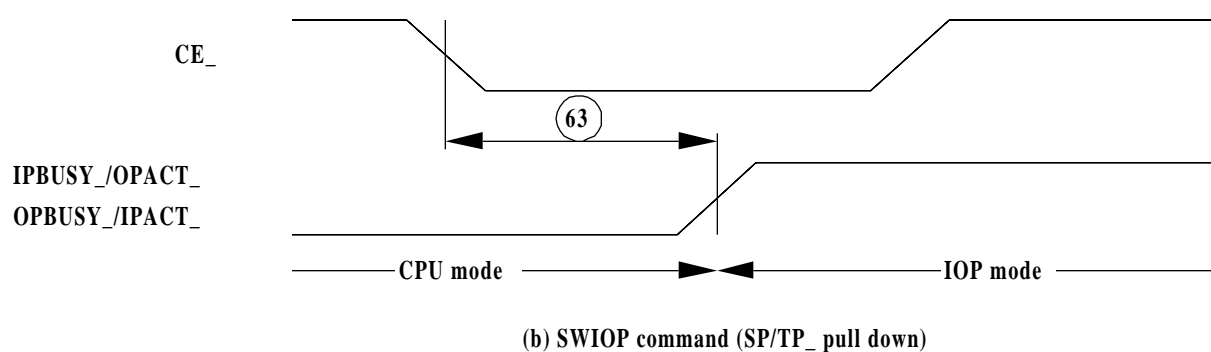 CE_
63
IPBUSY_/OPACT_
OPBUSY_/IPACT_
CPU mode
IOP mode
(b) SWIOP command (SP/TP_ pull down)